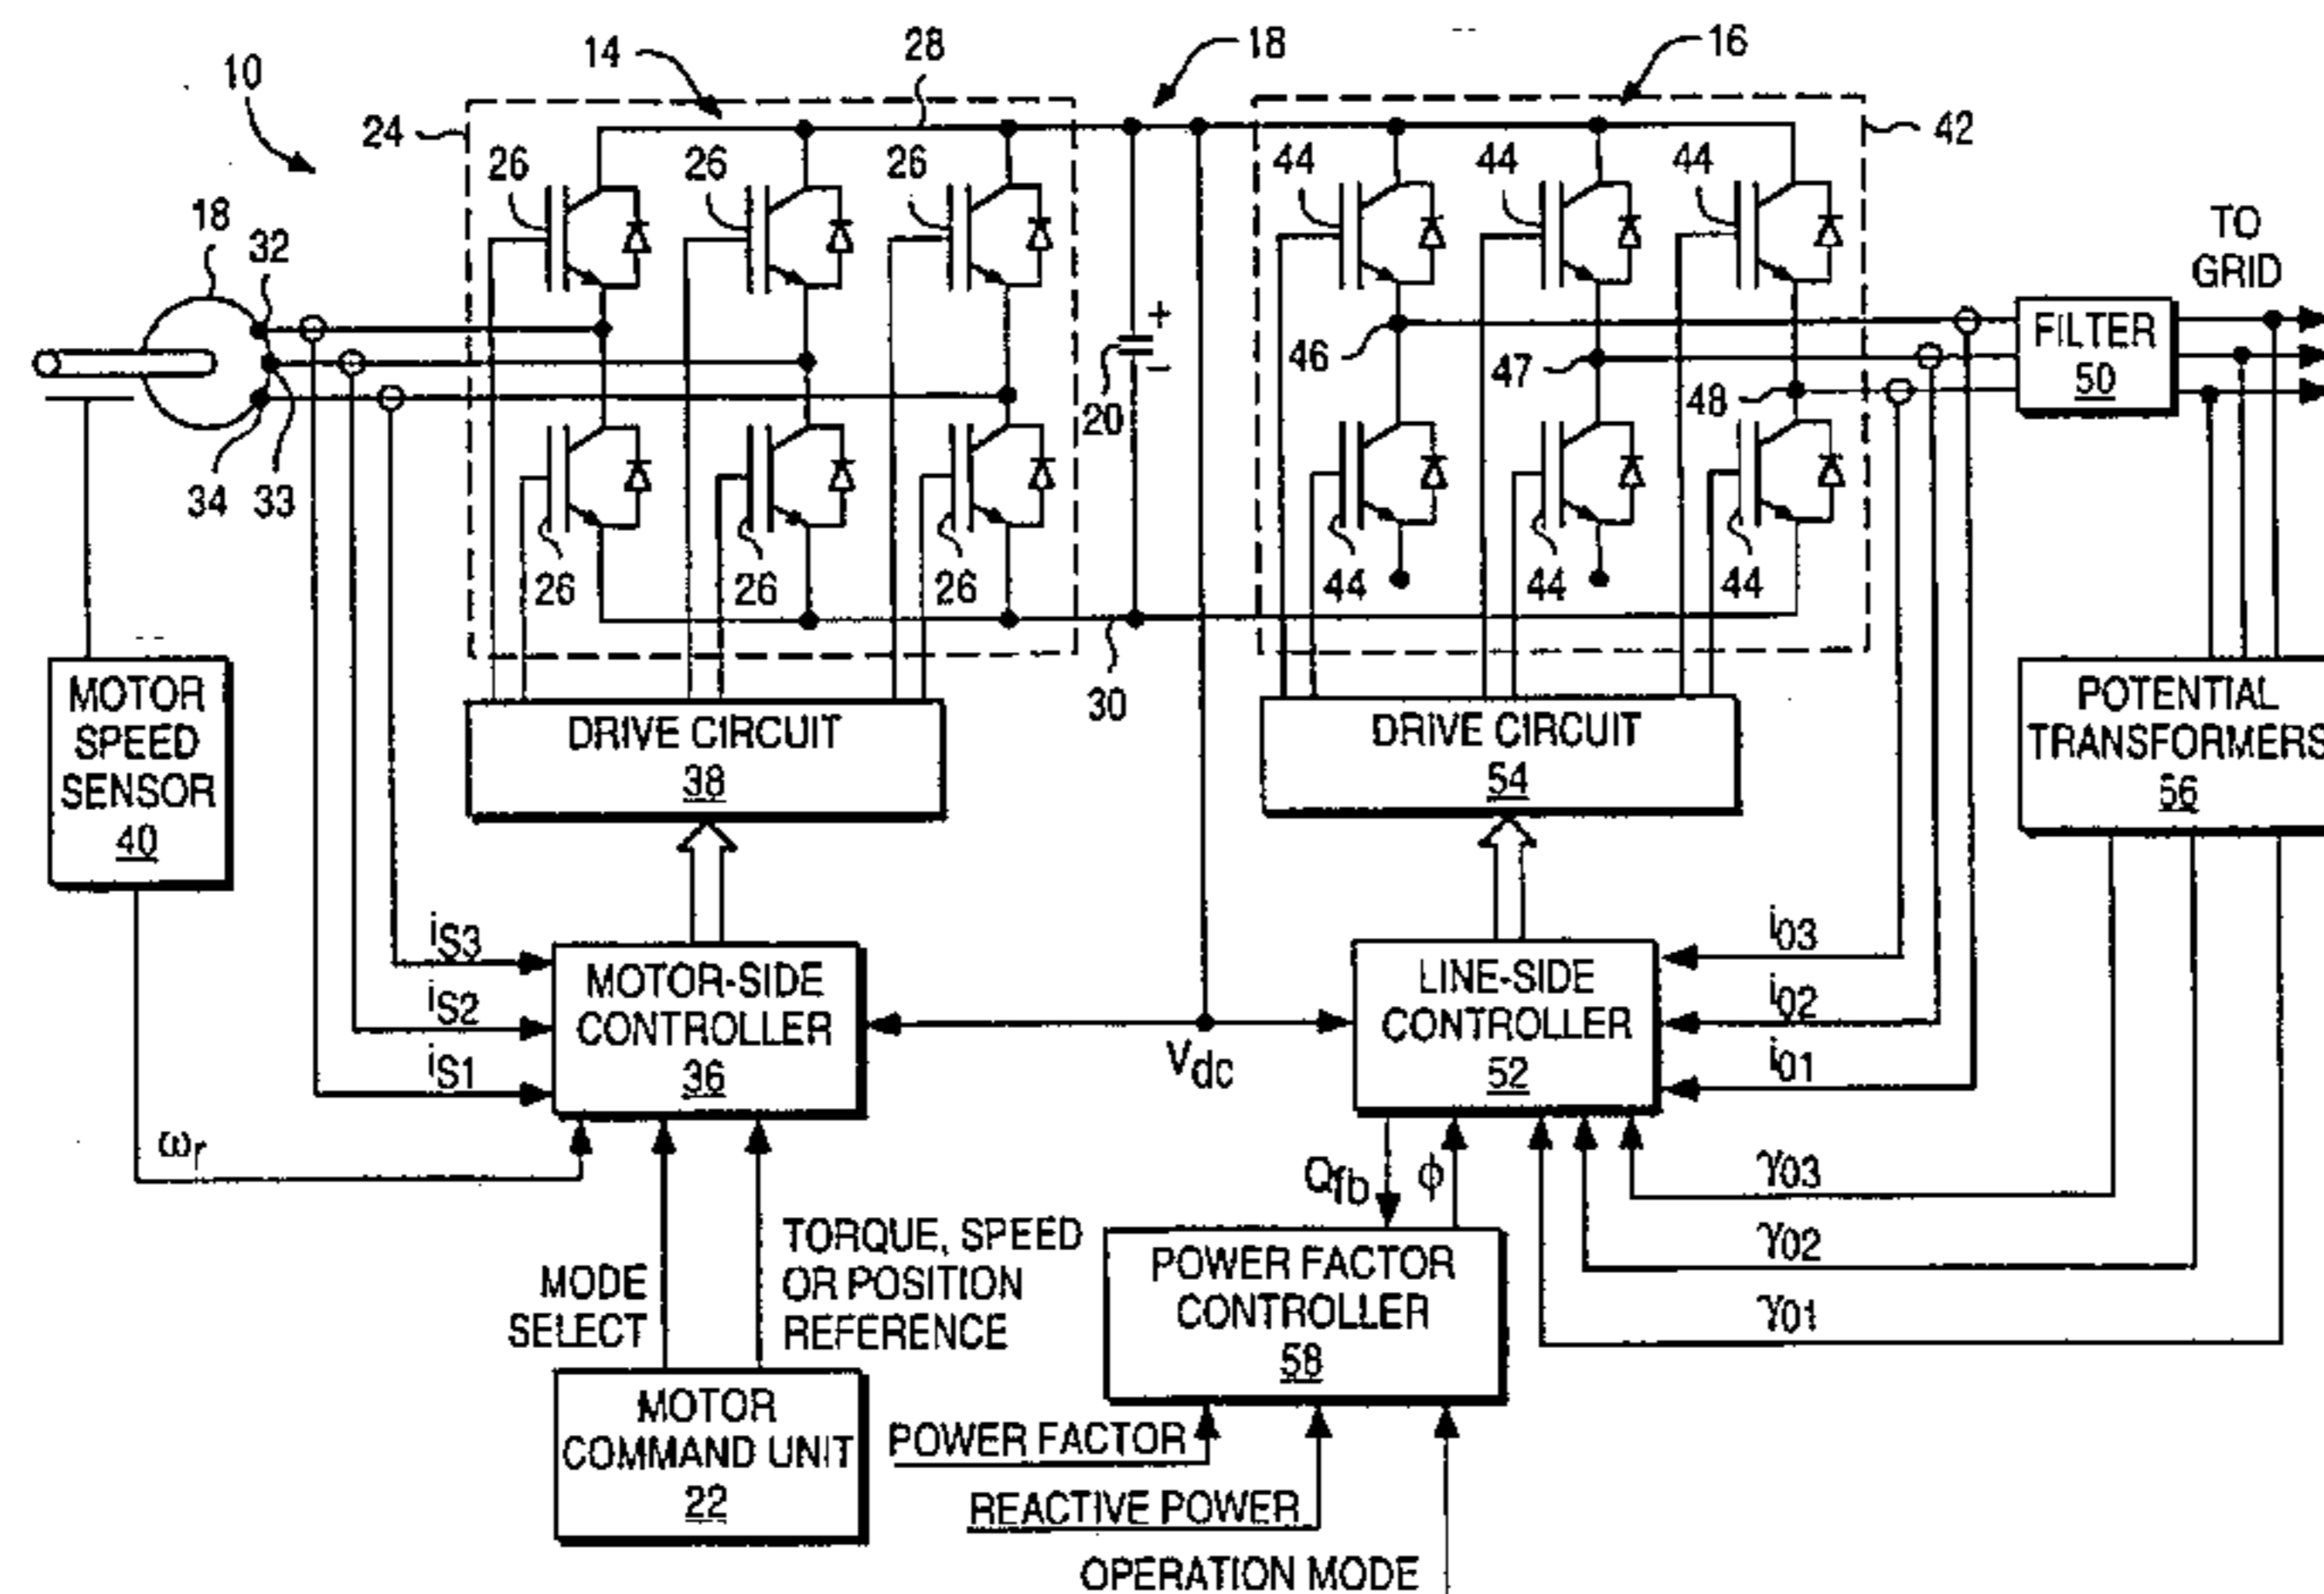 10
14
28
18
16
24
42
26
26
26
44
44
44
18
32
TO
GRID
+
−
20
46
47
48
FILTER
50
34
33
26
26
26
44
44
44
30
MOTOR
SPEED
SENSOR
40
DRIVE CIRCUIT
38
DRIVE CIRCUIT
54
POTENTIAL
TRANSFORMERS
56
iS3
iS2
iS1
ωr
MOTOR-SIDE
CONTROLLER
36
Vdc
LINE-SIDE
CONTROLLER
52
i03
i02
i01
γ03
γ02
γ01
Qfb
ϕ
MODE
SELECT
TORQUE, SPEED
OR POSITION
REFERENCE
MOTOR
COMMAND UNIT
22
POWER FACTOR
CONTROLLER
58
POWER FACTOR
REACTIVE POWER
OPERATION MODE